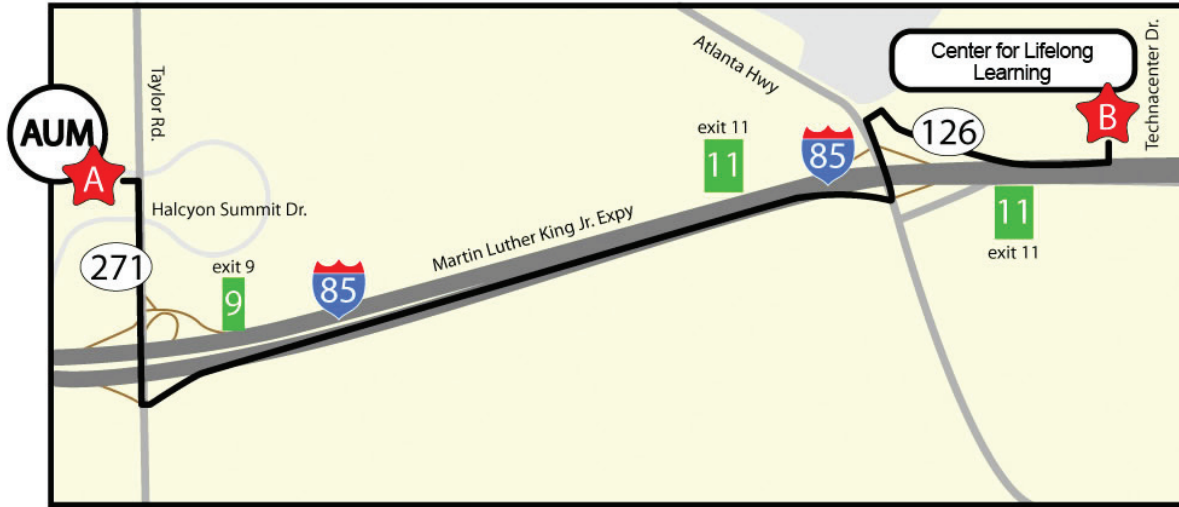 Center for Lifelong
Learning
Atlanta Hwy
Technacenter Dr.
Taylor Rd.
AUM
A
B
126
exit 11
11
85
Halcyon Summit Dr.
11
exit 11
Martin Luther King Jr. Expy
271
exit 9
9
85